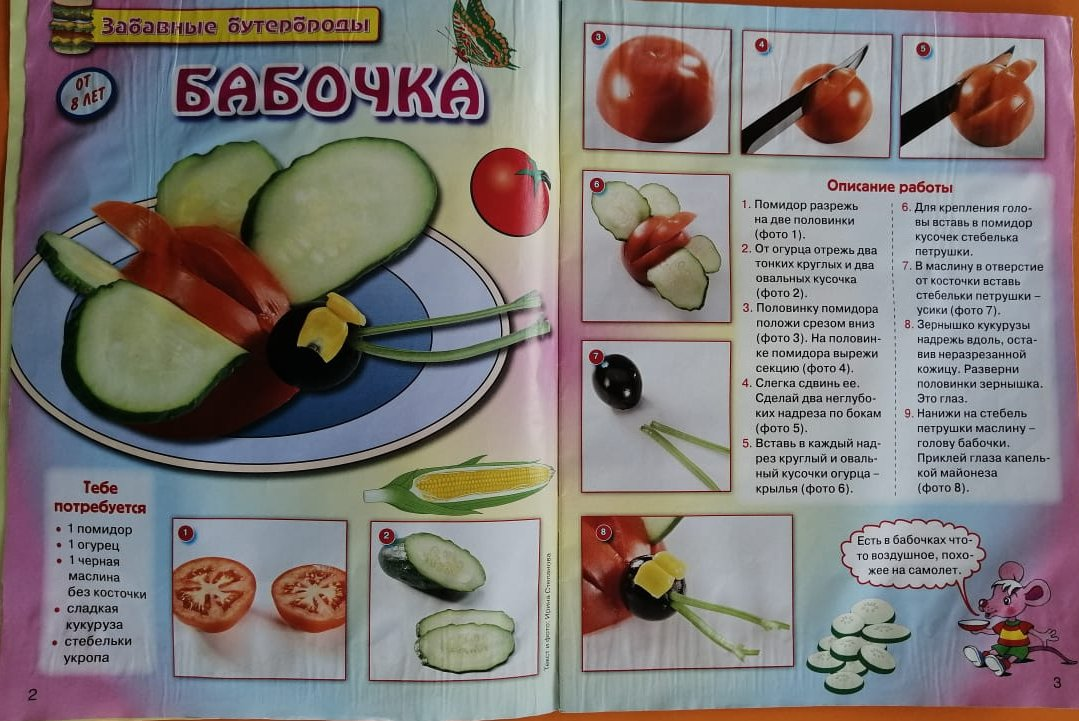 Забавные бутерброды
ОТ
8 ЛЕТ
БАБОЧКА
Тебе
потребуется
• 1 помидор
• 1 огурец
• 1 черная
маслина
без косточки
• сладкая
кукуруза
• стебельки
укропа
1
2
Текст и фото: Ирина Степанова
2
3
4
5
6
7
8
Описание работы
1. Помидор разрежь
на две половинки
(фото 1).
2. От огурца отрежь два
тонких круглых и два
овальных кусочка
(фото 2).
3. Половинку помидора
положи срезом вниз
(фото 3). На половин-
ке помидора вырежи
секцию (фото 4).
4. Слегка сдвинь ее.
Сделай два неглубо-
ких надреза по бокам
(фото 5).
5. Вставь в каждый над-
рез круглый и оваль-
ный кусочки огурца –
крылья (фото 6).
6. Для крепления голо-
вы вставь в помидор
кусочек стебелька
петрушки.
7. В маслину в отверстие
от косточки вставь
стебельки петрушки –
усики (фото 7).
8. Зернышко кукурузы
надрежь вдоль, оста-
вив неразрезанной
кожицу. Разверни
половинки зернышка.
Это глаз.
9. Нанижи на стебель
петрушки маслину –
голову бабочки.
Приклей глаза капель-
кой майонеза
(фото 8).
Есть в бабочках что-
то воздушное, похо-
жее на самолет.
3